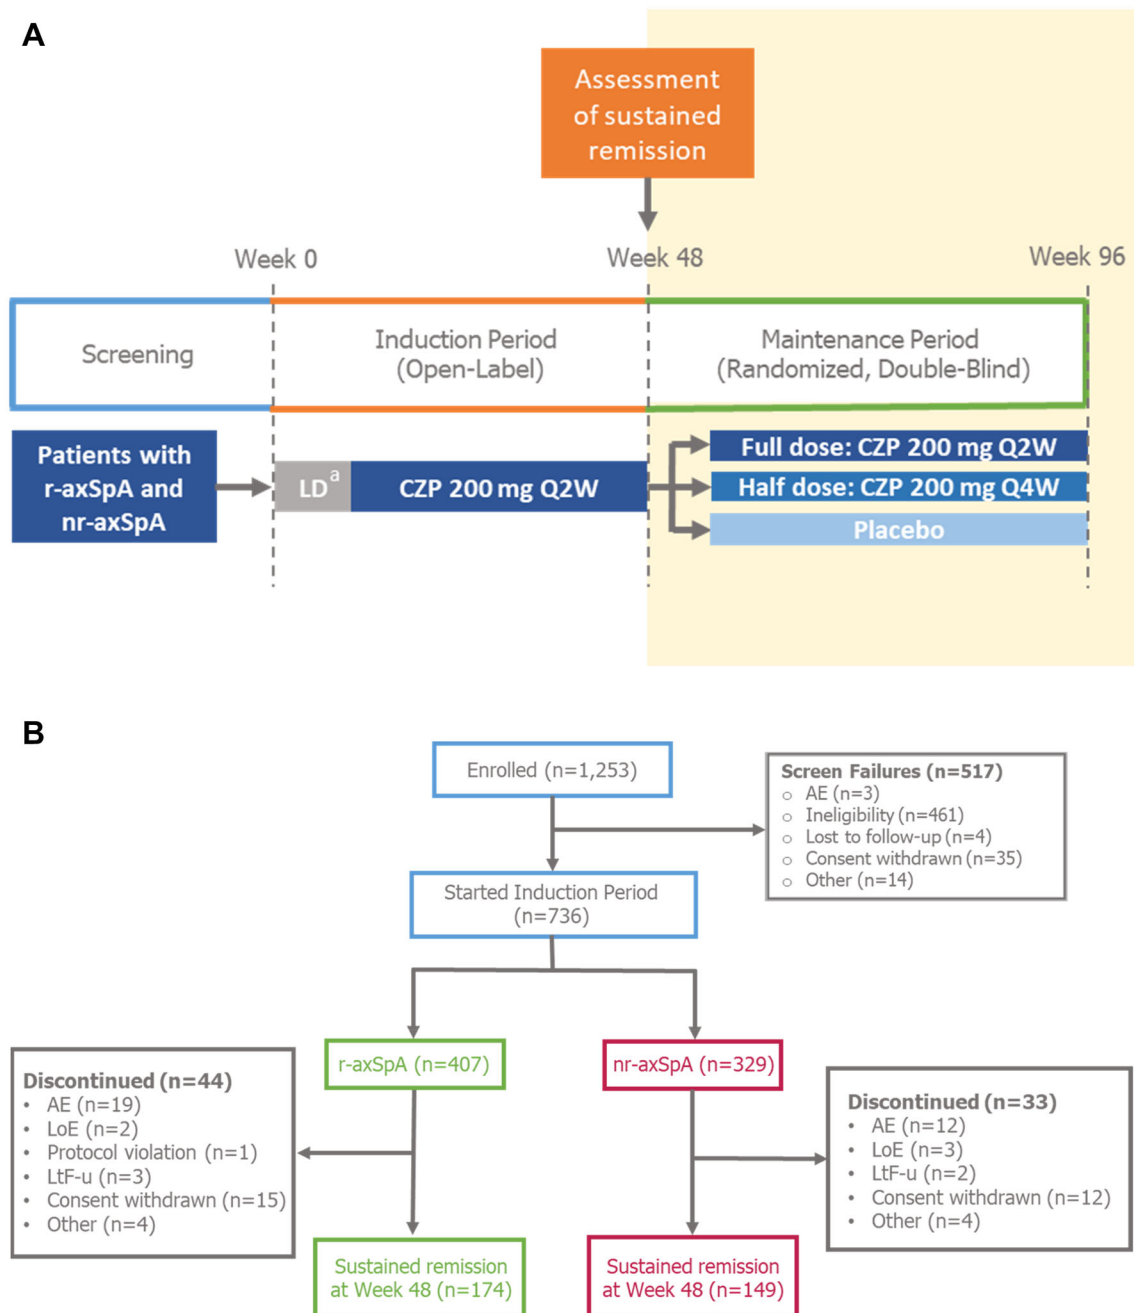 A
Assessment
of sustained
remission
Week 0
Week 48
Week 96
Screening
Induction Period
(Open-Label)
Maintenance Period
(Randomized, Double-Blind)
Patients with
r-axSpA and
nr-axSpA
LDa
CZP 200 mg Q2W
Full dose: CZP 200 mg Q2W
Half dose: CZP 200 mg Q4W
Placebo
B
Enrolled (n=1,253)
Screen Failures (n=517)
○ AE (n=3)
○ Ineligibility (n=461)
○ Lost to follow-up (n=4)
○ Consent withdrawn (n=35)
○ Other (n=14)
Started Induction Period
(n=736)
r-axSpA (n=407)
nr-axSpA (n=329)
Discontinued (n=44)
• AE (n=19)
• LoE (n=2)
• Protocol violation (n=1)
• LtF-u (n=3)
• Consent withdrawn (n=15)
• Other (n=4)
Discontinued (n=33)
• AE (n=12)
• LoE (n=3)
• LtF-u (n=2)
• Consent withdrawn (n=12)
• Other (n=4)
Sustained remission
at Week 48 (n=174)
Sustained remission
at Week 48 (n=149)